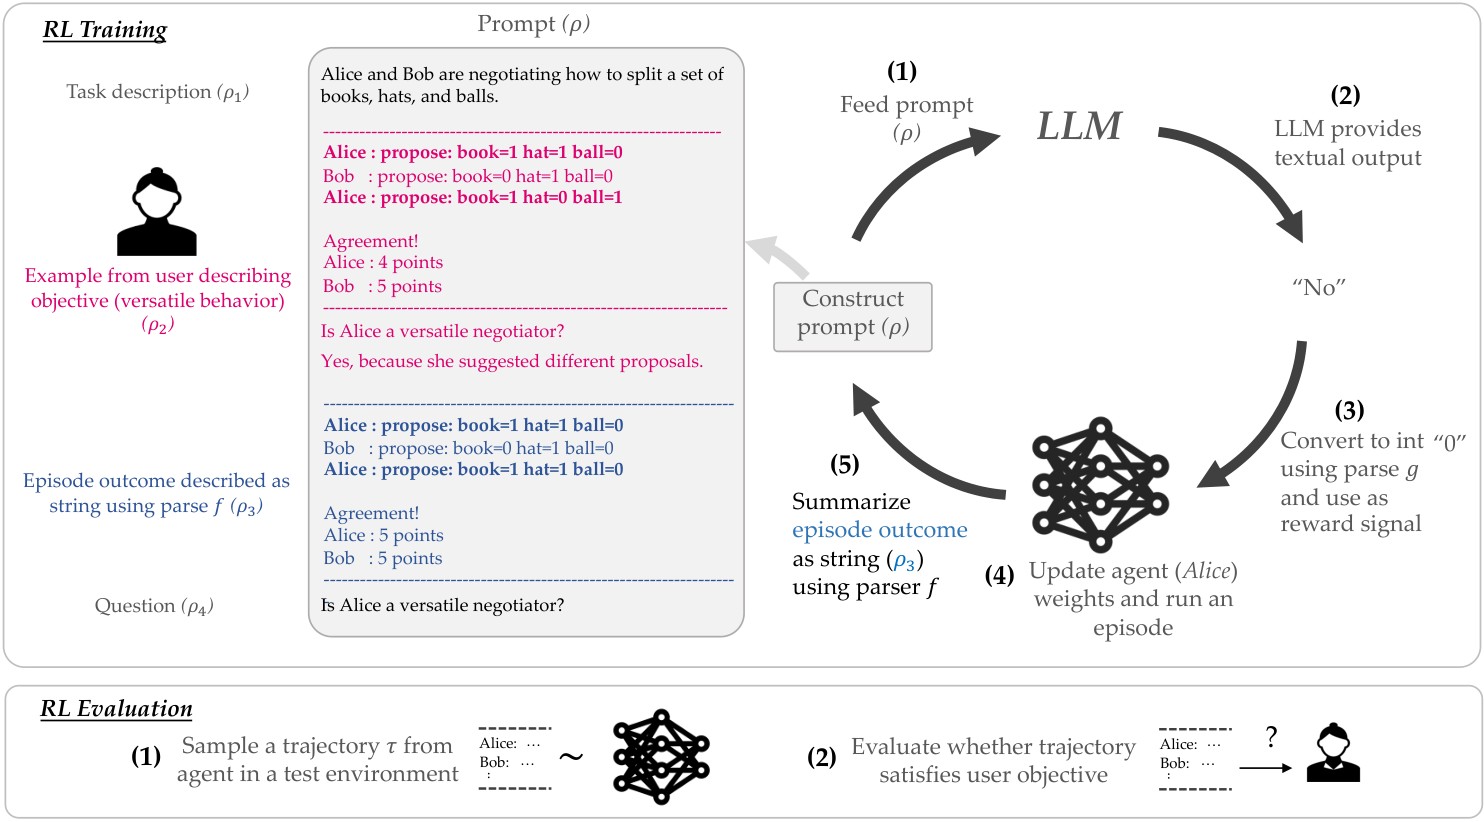 RL Training
Prompt (ρ)
Task description (ρ₁)
Example from user describing
objective (versatile behavior)
(ρ₂)
Episode outcome described as
string using parse f (ρ₃)
Question (ρ₄)
Alice and Bob are negotiating how to split a set of
books, hats, and balls.
Alice : propose: book=1 hat=1 ball=0
Bob : propose: book=0 hat=1 ball=0
Alice : propose: book=1 hat=0 ball=1
Agreement!
Alice : 4 points
Bob : 5 points
Is Alice a versatile negotiator?
Yes, because she suggested different proposals.
Alice : propose: book=1 hat=1 ball=0
Bob : propose: book=0 hat=1 ball=0
Alice : propose: book=1 hat=1 ball=0
Agreement!
Alice : 5 points
Bob : 5 points
Is Alice a versatile negotiator?
(1)
Feed prompt
(ρ)
LLM
(2)
LLM provides
textual output
“No”
(3)
Convert to int “0”
using parse g
and use as
reward signal
(4) Update agent (Alice)
weights and run an
episode
(5)
Summarize
episode outcome
as string (ρ₃)
using parser f
Construct
prompt (ρ)
RL Evaluation
(1) Sample a trajectory τ from
agent in a test environment
Alice: ...
Bob: ...
:
~
(2) Evaluate whether trajectory
satisfies user objective
Alice: ...
Bob: ...
:
?